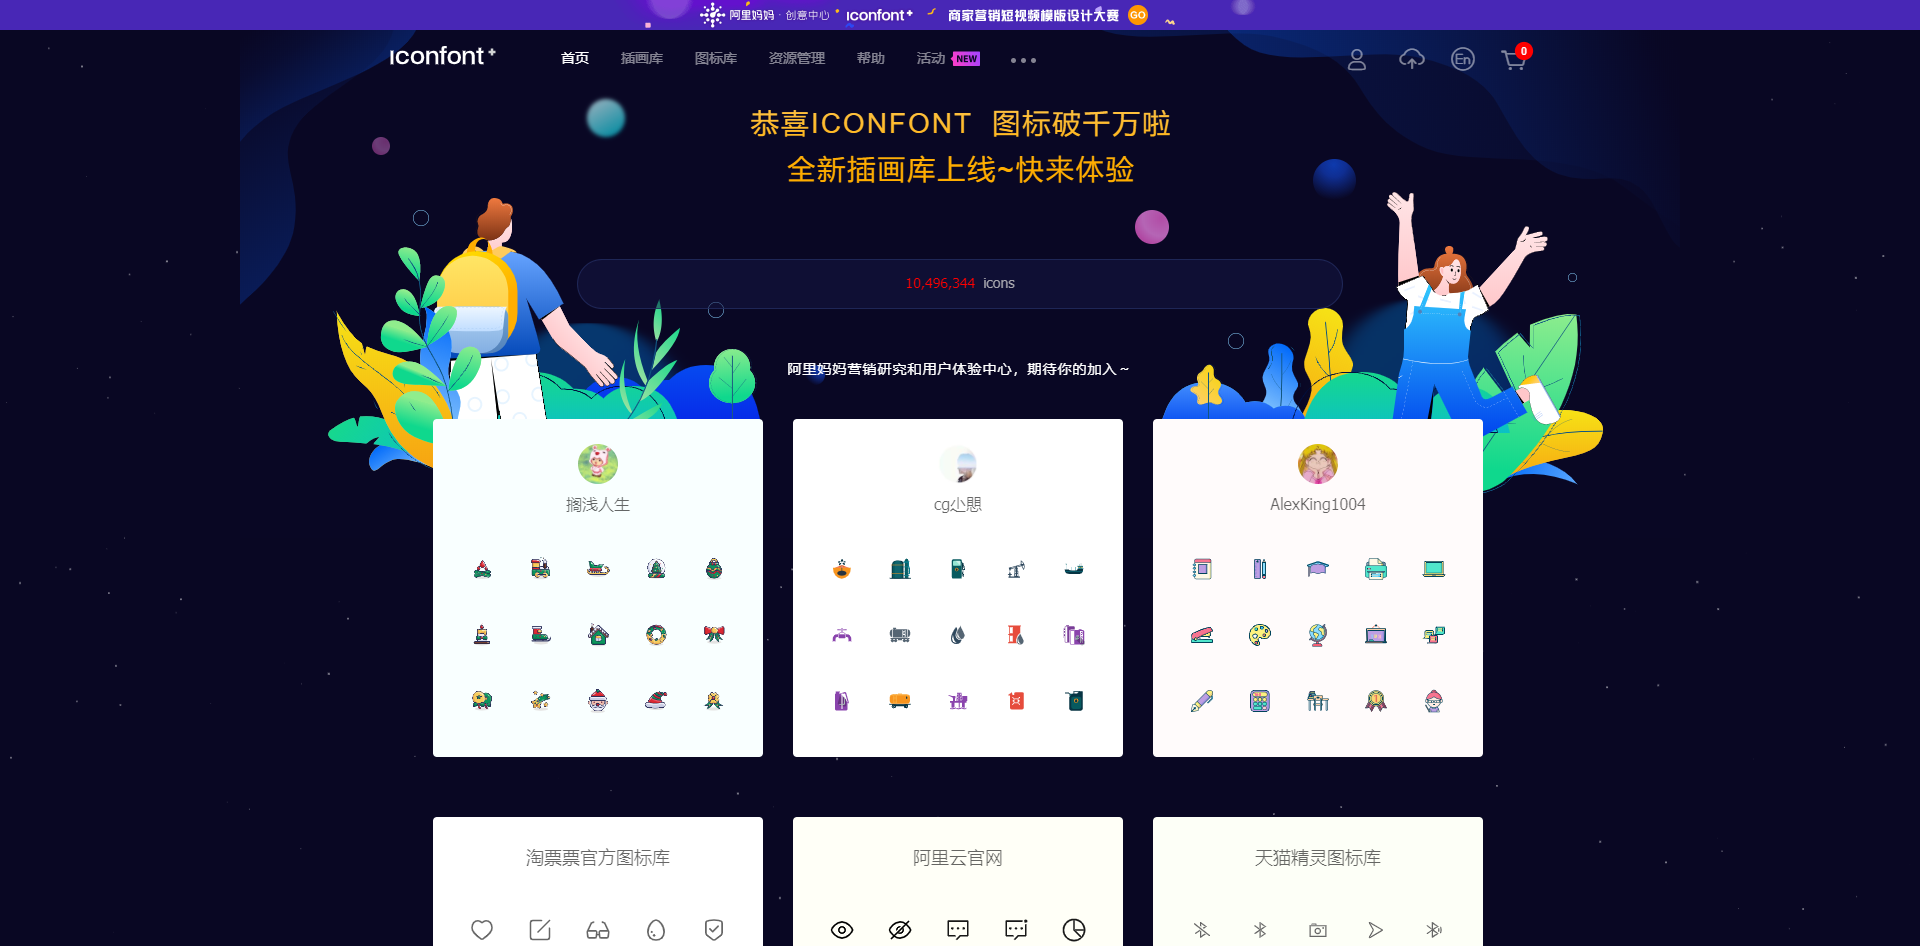 阿里妈妈 · 创意中心 iconfont+ 商家营销短视频模版设计大赛 GO
iconfont+ 首页 插画库 图标库 资源管理 帮助 活动 NEW En 0
恭喜ICONFONT 图标破千万啦
全新插画库上线~快来体验
10,496,344 icons
阿里妈妈营销研究和用户体验中心，期待你的加入 ~
搁浅人生 cg尐愳 AlexKing1004
淘票票官方图标库 阿里云官网 天猫精灵图标库